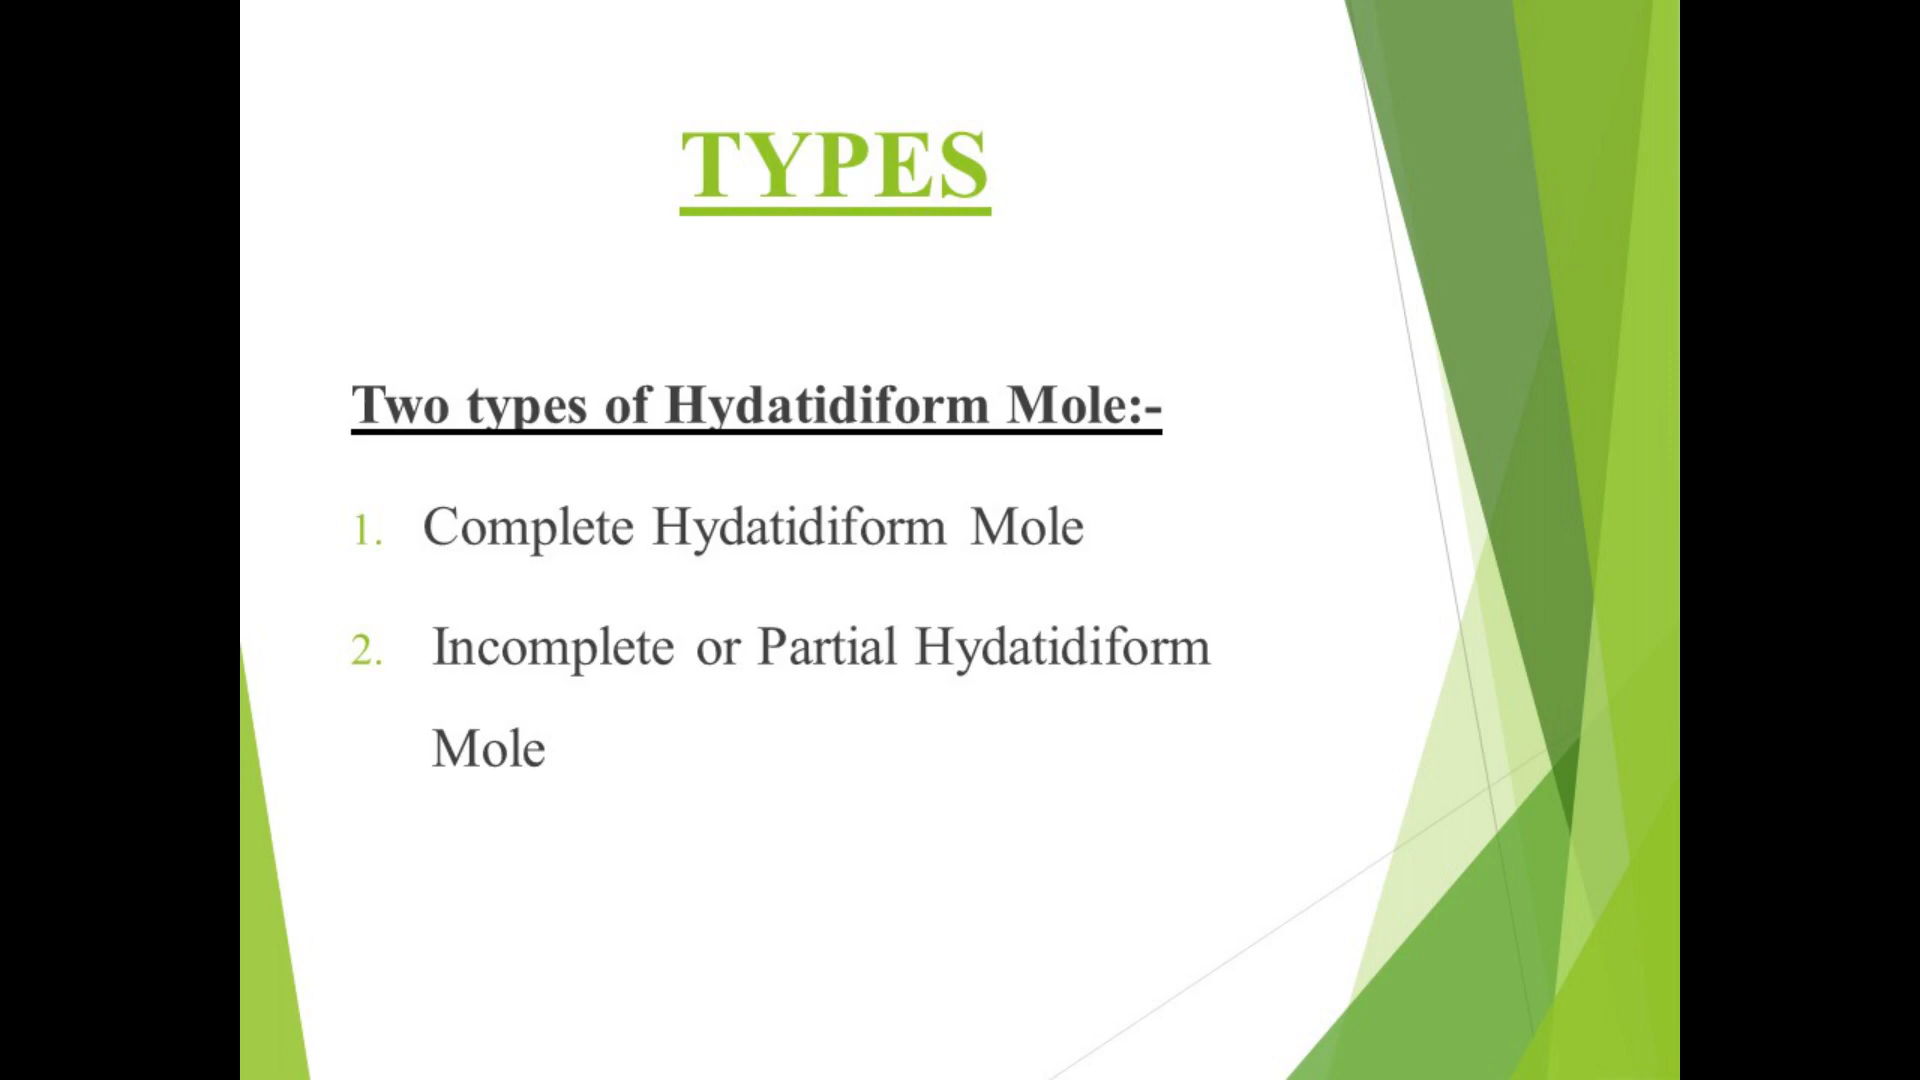 TYPES
Two types of Hydatidiform Mole:-
1. Complete Hydatidiform Mole
2. Incomplete or Partial Hydatidiform
Mole